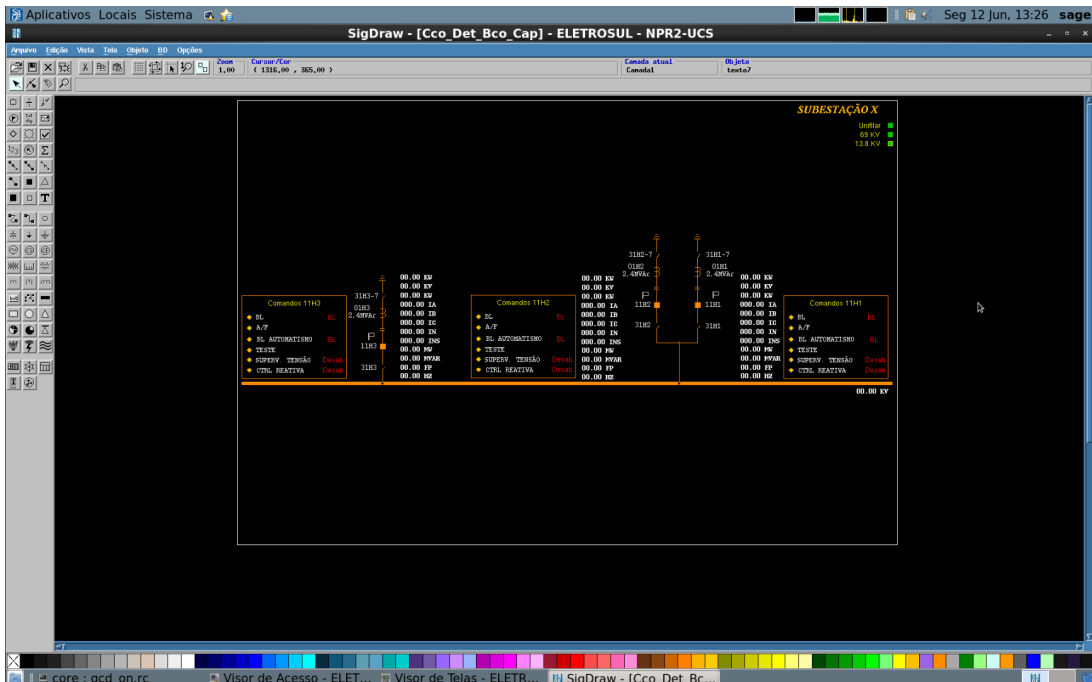 Aplicativos Locais Sistema
Seg 12 Jun, 13:26 sage
SigDraw - [Cco_Det_Bco_Cap] - ELETROSUL - NPR2-UCS
Arquivo Edição Vista Tela Objeto BD Opções
Zoom
1,00
Cursor/Cor
( 1316,00 , 365,00 )
Camada atual
Camada1
Objeto
texto7
SUBESTAÇÃO X
Unifilar
69 KV
13.8 KV
Comandos 11H3
BL BL
A/F
BL AUTOMATISMO BL
TESTE
SUPERV. TENSÃO Desab
CTRL REATIVA Desab
31H3-7
01H3
2.4MVAr
11H3
31H3
00.00 KW
00.00 KV
00.00 KW
000.00 IA
000.00 IB
000.00 IC
000.00 IN
000.00 INS
00.00 MW
00.00 MVAR
00.00 FP
00.00 HZ
Comandos 11H2
BL BL
A/F
BL AUTOMATISMO BL
TESTE
SUPERV. TENSÃO Desab
CTRL REATIVA Desab
00.00 KW
00.00 KV
00.00 KW
000.00 IA
000.00 IB
000.00 IC
000.00 IN
000.00 INS
00.00 MW
00.00 MVAR
00.00 FP
00.00 HZ
31H2-7
01H2
2.4MVAr
11H2
31H2
31H1-7
01H1
2.4MVAr
11H1
31H1
00.00 KW
00.00 KV
00.00 KW
000.00 IA
000.00 IB
000.00 IC
000.00 IN
000.00 INS
00.00 MW
00.00 MVAR
00.00 FP
00.00 HZ
Comandos 11H1
BL BL
A/F
BL AUTOMATISMO BL
TESTE
SUPERV. TENSÃO Desab
CTRL REATIVA Desab
00.00 KV
core : gcd_on.rc
Visor de Acesso - ELET...
Visor de Telas - ELETR...
SigDraw - [Cco_Det_Bc...